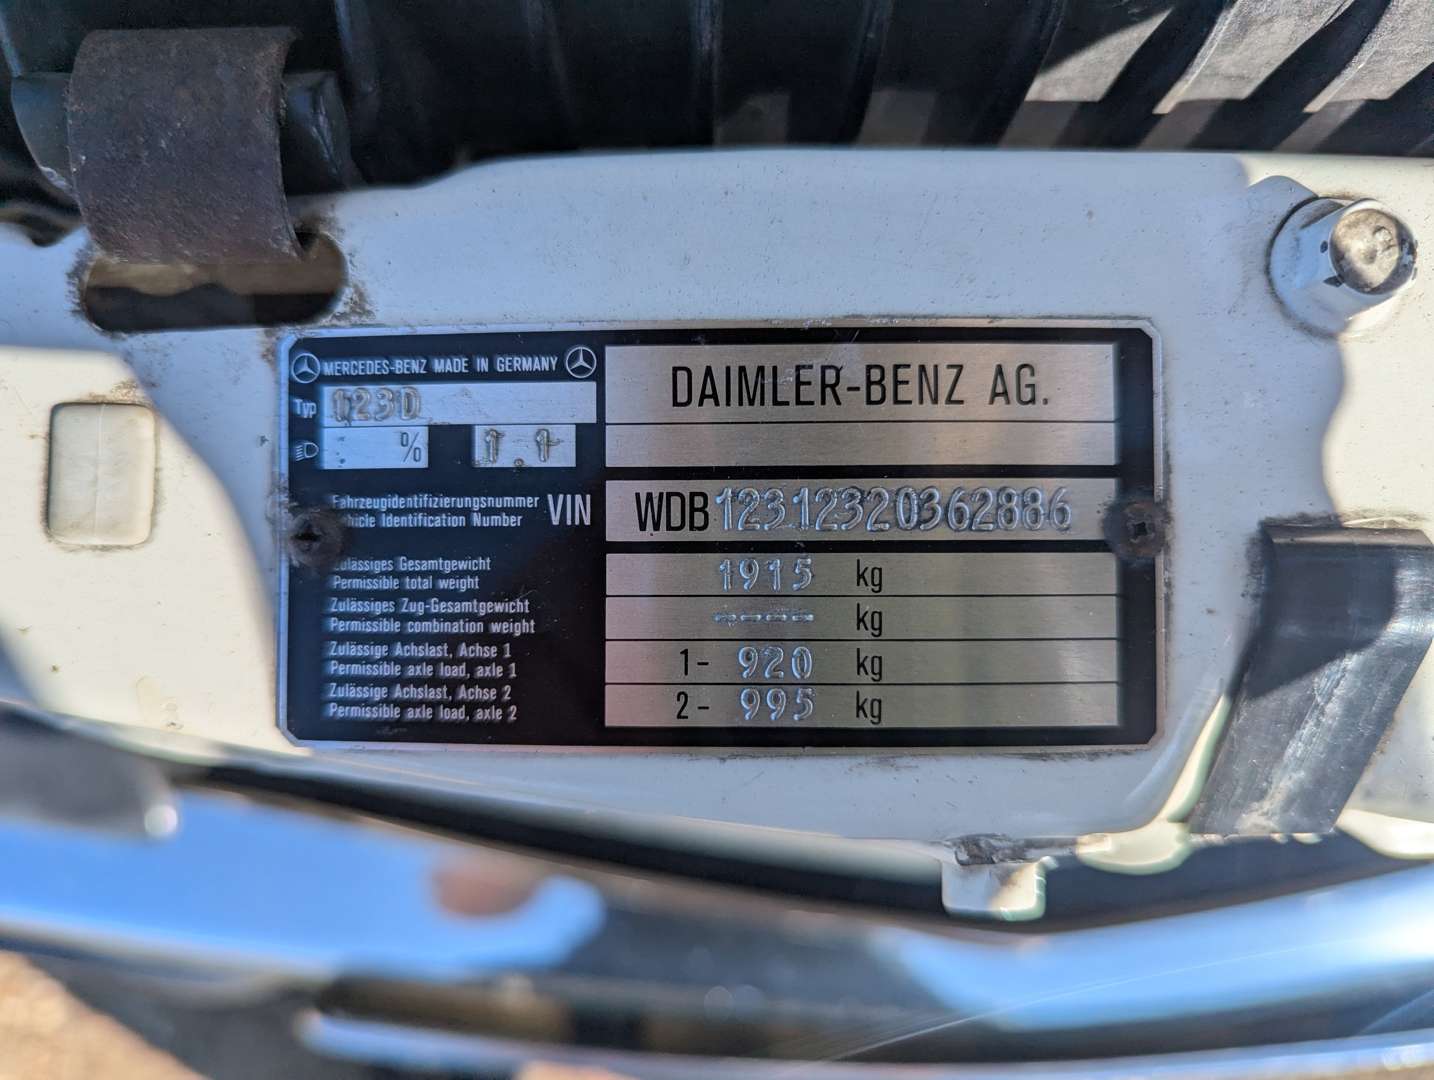 MERCEDES-BENZ MADE IN GERMANY
DAIMLER-BENZ AG.
Typ 123D
% 1.1
Fahrzeugidentifizierungsnummer
Vehicle Identification Number
VIN WDB12312320362886
Zulässiges Gesamtgewicht
Permissible total weight
1915 kg
Zulässiges Zug-Gesamtgewicht
Permissible combination weight
---- kg
Zulässige Achslast, Achse 1
Permissible axle load, axle 1
1- 920 kg
Zulässige Achslast, Achse 2
Permissible axle load, axle 2
2- 995 kg